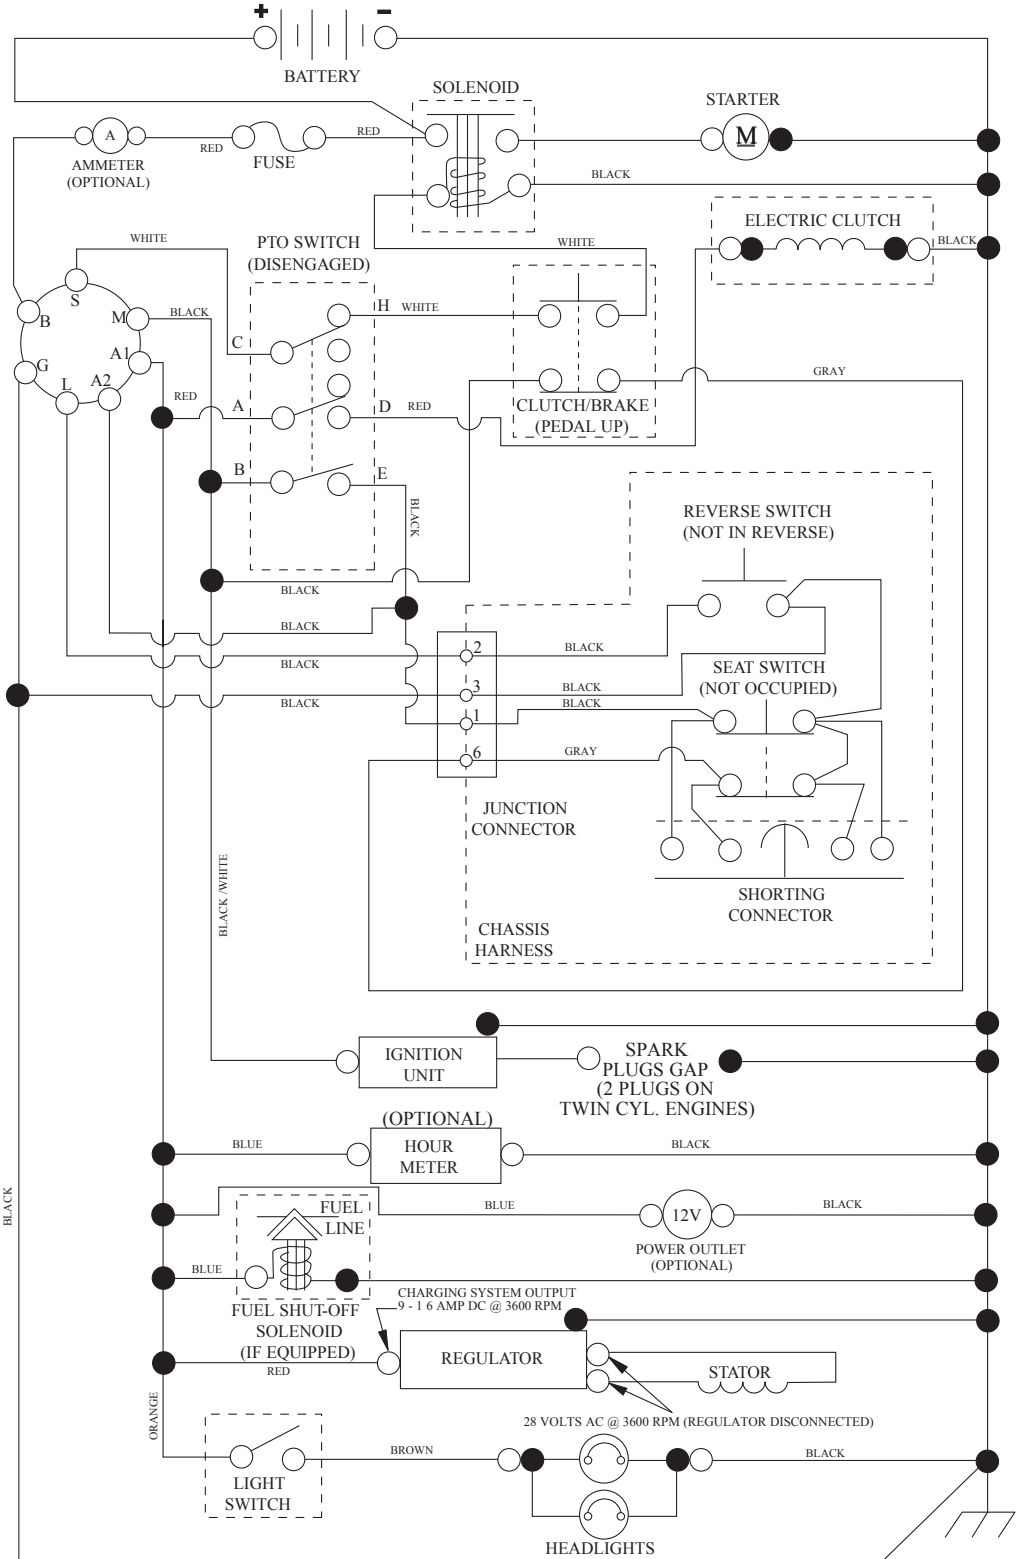 + −
BATTERY
SOLENOID
STARTER
A
RED
RED
M
AMMETER
(OPTIONAL)
FUSE
BLACK
ELECTRIC CLUTCH
BLACK
WHITE
PTO SWITCH
(DISENGAGED)
WHITE
S
B
M
BLACK
H
WHITE
C
A1
G
L
A2
RED
A
D
RED
GRAY
CLUTCH/BRAKE
(PEDAL UP)
B
E
BLACK
REVERSE SWITCH
(NOT IN REVERSE)
BLACK
BLACK
2
BLACK
BLACK
SEAT SWITCH
(NOT OCCUPIED)
3
BLACK
BLACK
BLACK
1
6
GRAY
JUNCTION
CONNECTOR
BLACK /WHITE
SHORTING
CONNECTOR
CHASSIS
HARNESS
IGNITION
UNIT
SPARK
PLUGS GAP
(2 PLUGS ON
TWIN CYL. ENGINES)
(OPTIONAL)
HOUR
METER
BLUE
BLACK
BLACK
FUEL
LINE
BLUE
12V
BLACK
POWER OUTLET
(OPTIONAL)
BLUE
FUEL SHUT-OFF
SOLENOID
(IF EQUIPPED)
CHARGING SYSTEM OUTPUT
9 - 1 6 AMP DC @ 3600 RPM
RED
REGULATOR
STATOR
28 VOLTS AC @ 3600 RPM (REGULATOR DISCONNECTED)
ORANGE
BROWN
BLACK
LIGHT
SWITCH
HEADLIGHTS